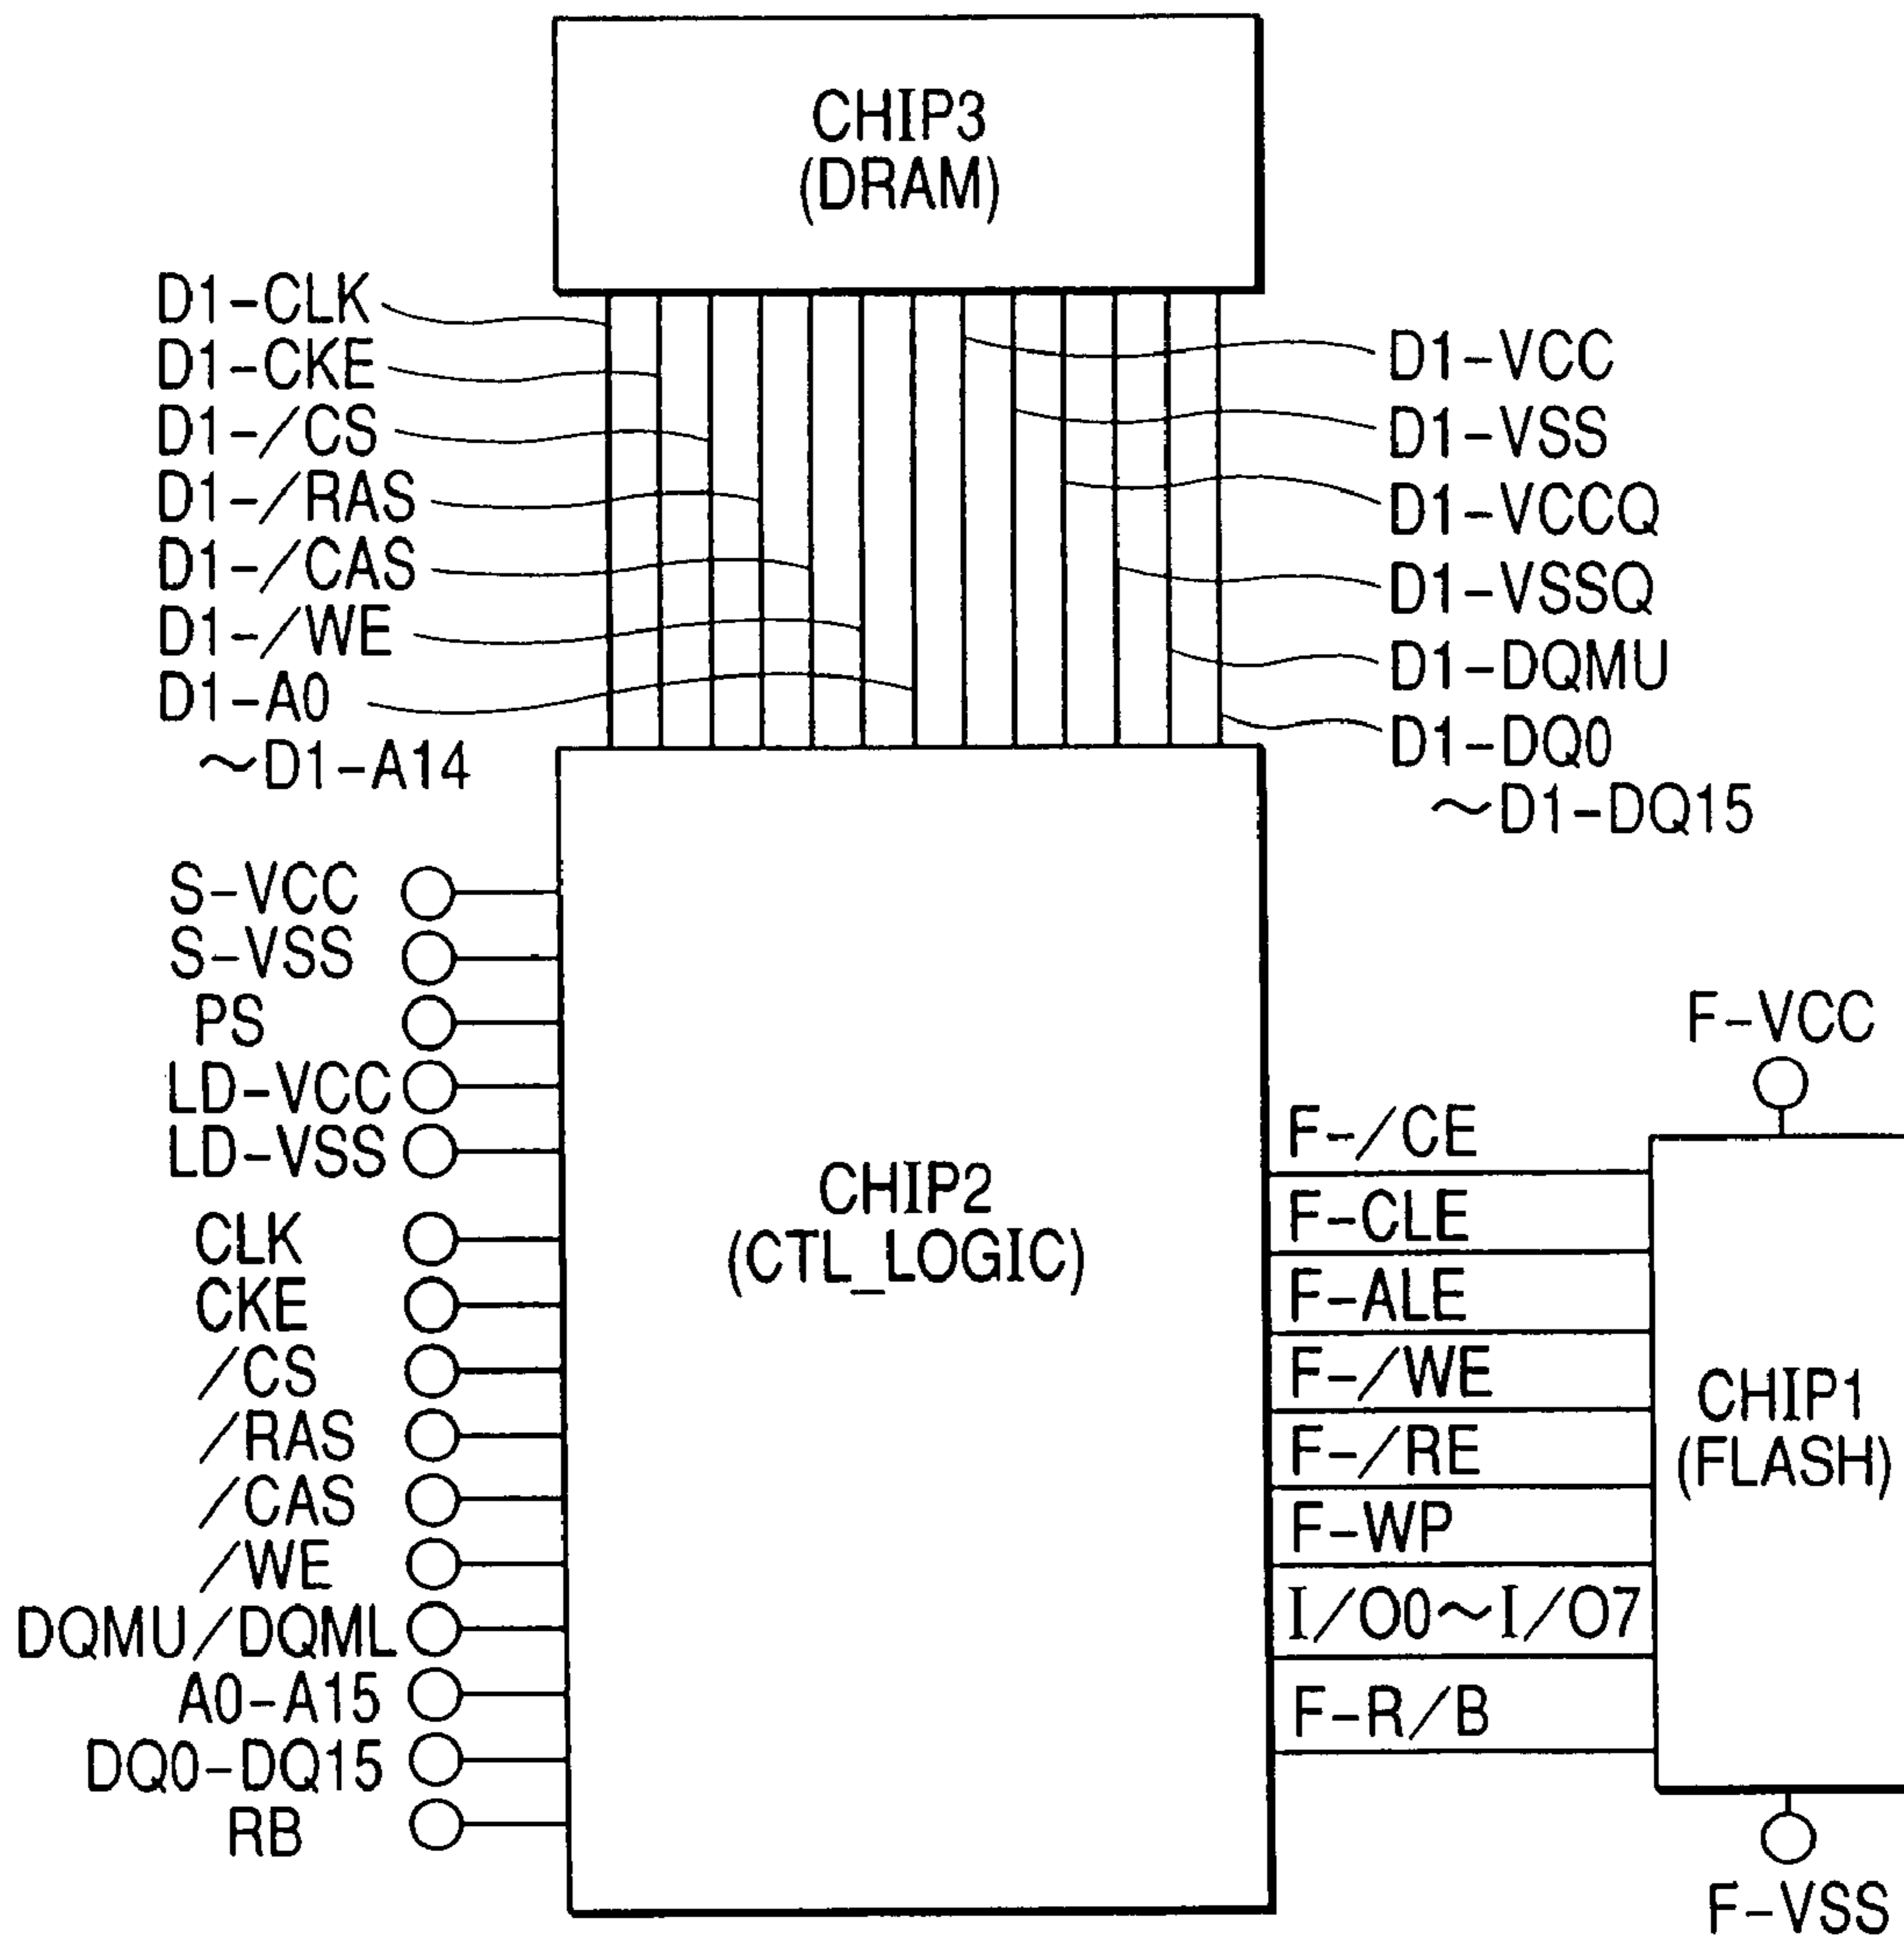 CHIP3
(DRAM)
D1-CLK
D1-CKE
D1-/CS
D1-/RAS
D1-/CAS
D1-/WE
D1-A0
~D1-A14
D1-VCC
D1-VSS
D1-VCCQ
D1-VSSQ
D1-DQMU
D1-DQ0
~D1-DQ15
S-VCC
S-VSS
PS
LD-VCC
LD-VSS
CLK
CKE
/CS
/RAS
/CAS
/WE
DQMU/DQML
A0-A15
DQ0-DQ15
RB
CHIP2
(CTL_LOGIC)
F-/CE
F-CLE
F-ALE
F-/WE
F-/RE
F-WP
I/O0~I/O7
F-R/B
F-VCC
CHIP1
(FLASH)
F-VSS